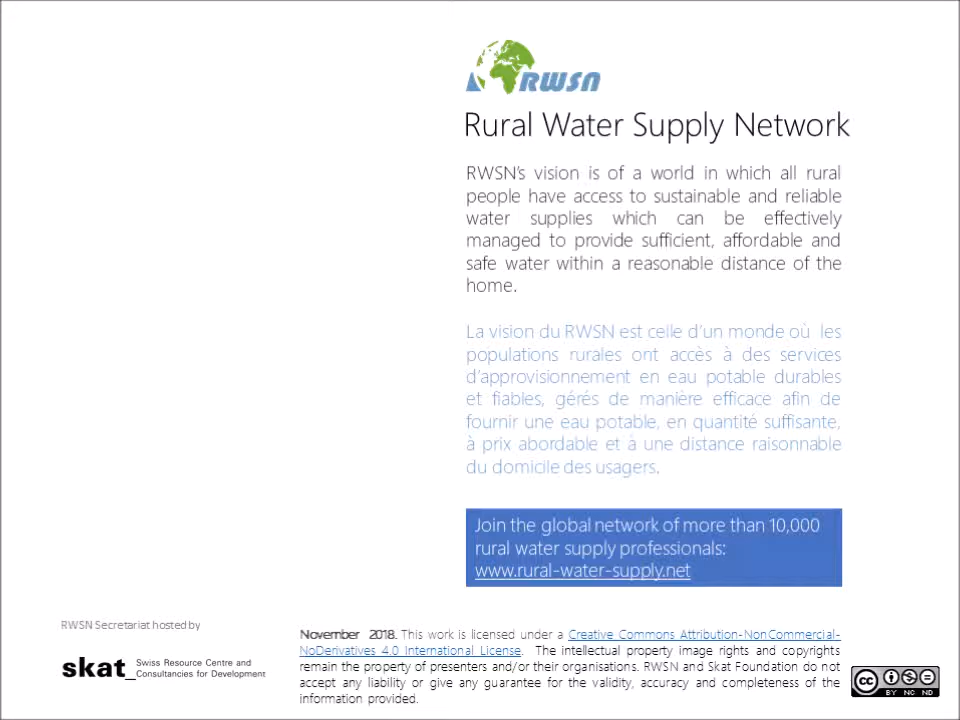 RWSN
Rural Water Supply Network
RWSN's vision is of a world in which all rural
people have access to sustainable and reliable
water supplies which can be effectively
managed to provide sufficient, affordable and
safe water within a reasonable distance of the
home.
La vision du RWSN est celle d'un monde où les
populations rurales ont accès à des services
d'approvisionnement en eau potable durables
et fiables, gérés de manière efficace afin de
fournir une eau potable, en quantité suffisante,
à prix abordable et à une distance raisonnable
du domicile des usagers.
Join the global network of more than 10,000
rural water supply professionals:
www.rural-water-supply.net
RWSN Secretariat hosted by
skat_ Swiss Resource Centre and
Consultancies for Development
November 2018. This work is licensed under a Creative Commons Attribution-NonCommercial-
NoDerivatives 4.0 International License. The intellectual property image rights and copyrights
remain the property of presenters and/or their organisations. RWSN and Skat Foundation do not
accept any liability or give any guarantee for the validity, accuracy and completeness of the
information provided.
cc
BY NC ND